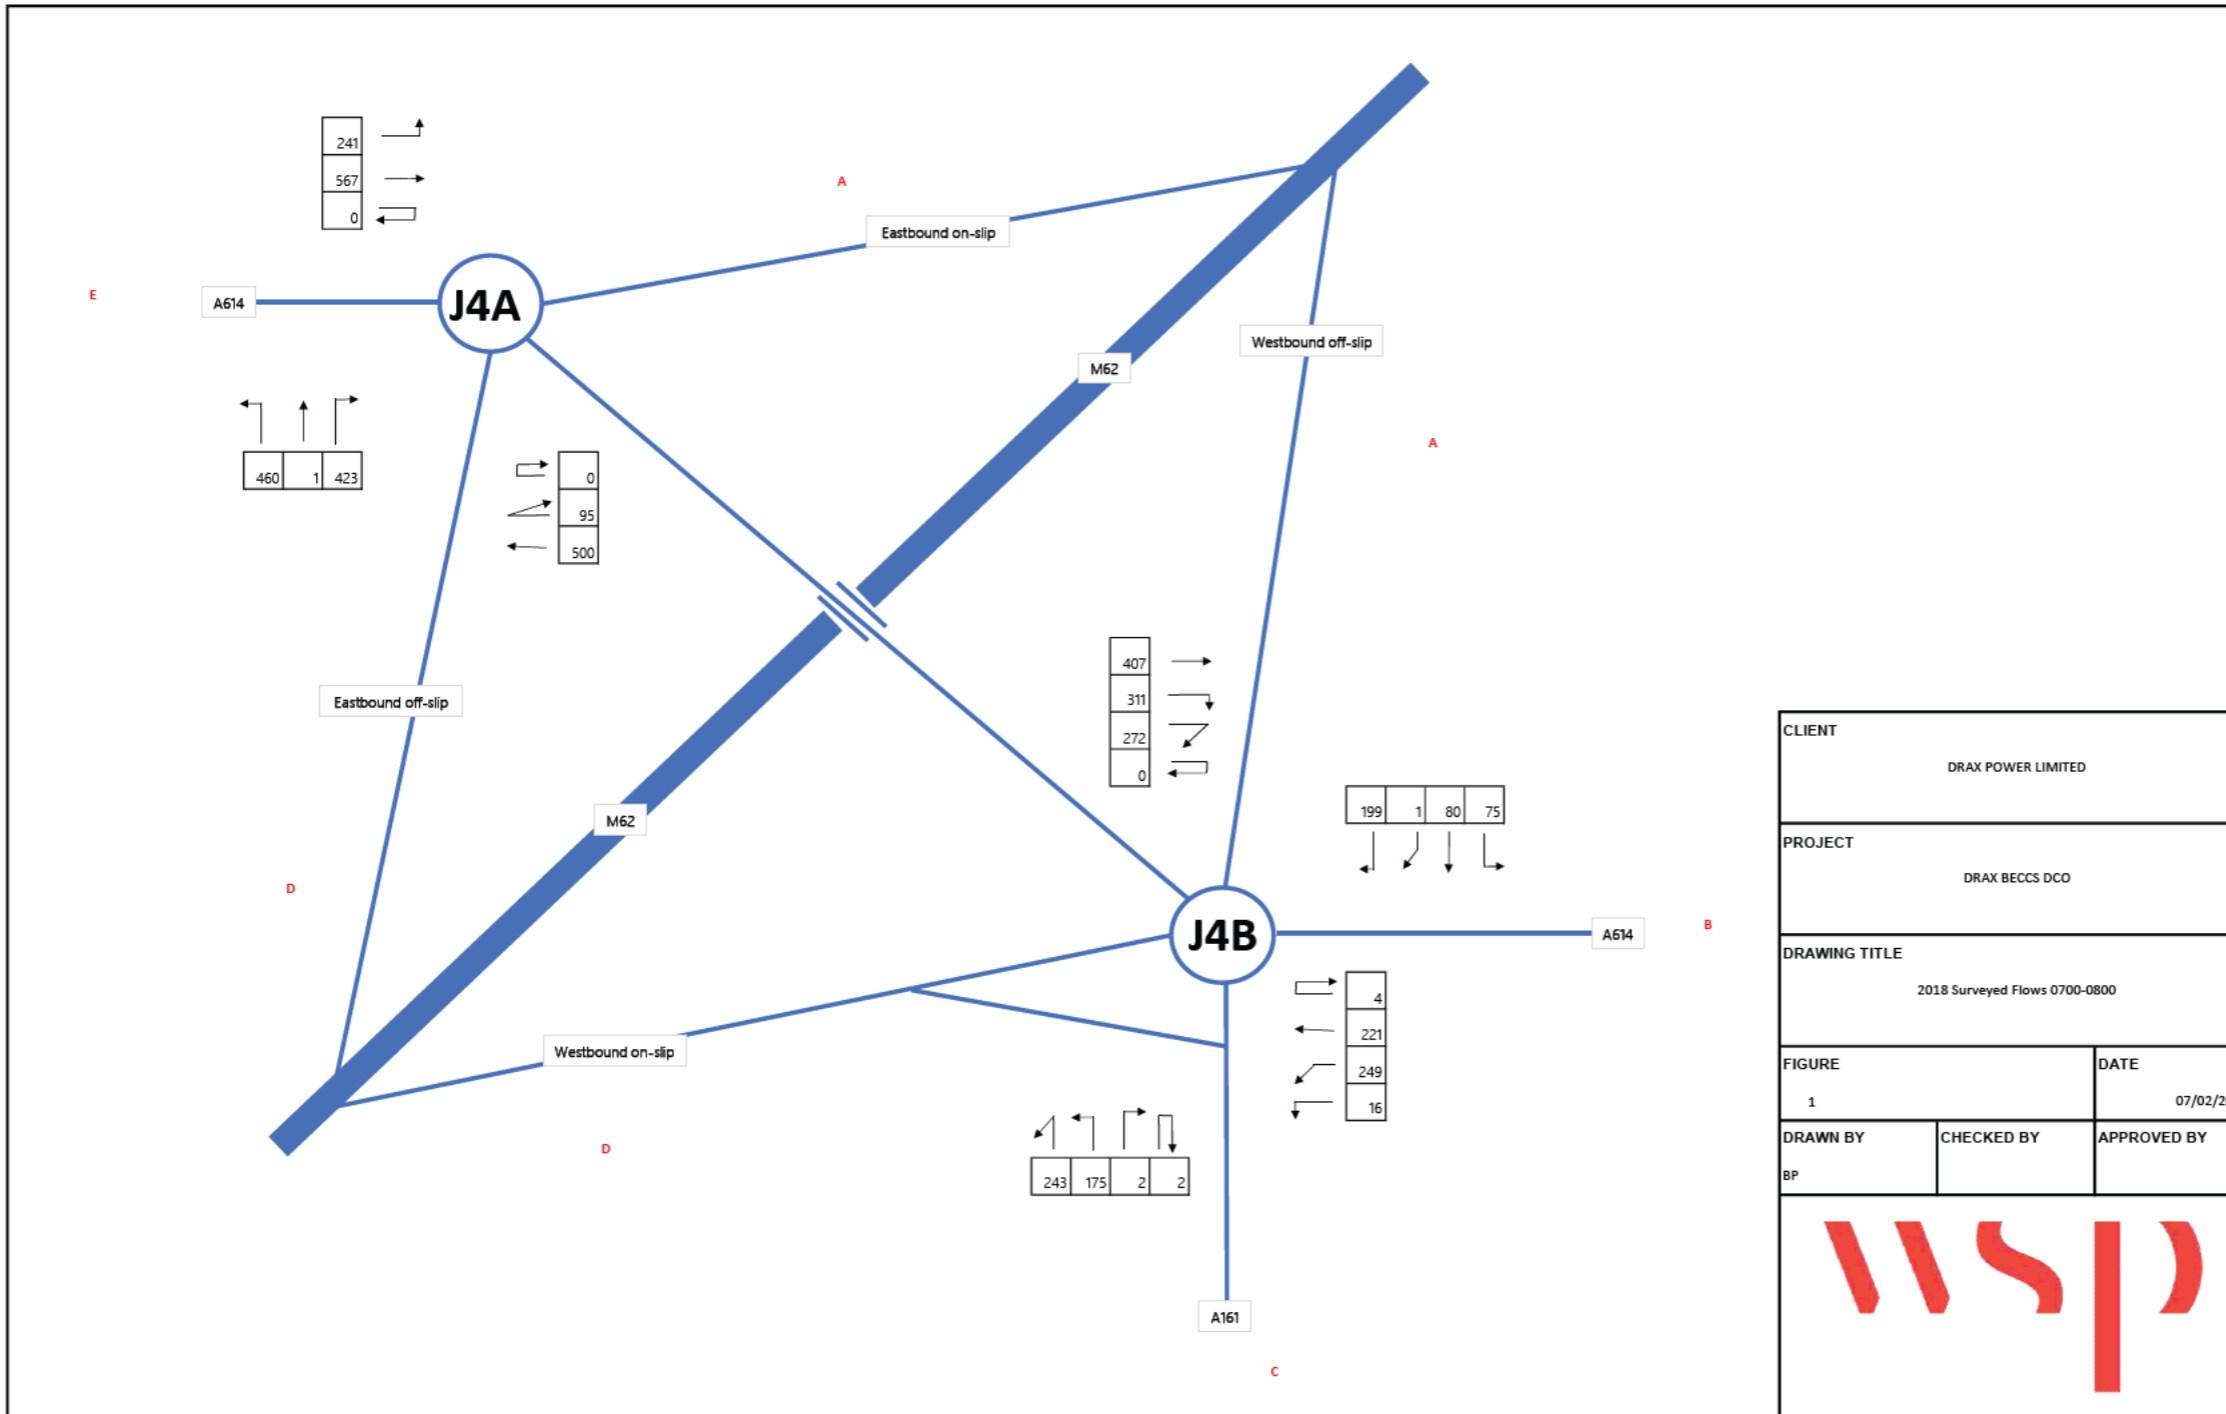 241
567
0
A
Eastbound on-slip
E
A614
J4A
Westbound off-slip
M62
A
460 1 423
0
95
500
407
311
272
0
Eastbound off-slip
M62
199 1 80 75
D
J4B
A614
B
4
221
249
16
Westbound on-slip
D
243 175 2 2
A161
C
CLIENT
DRAX POWER LIMITED
PROJECT
DRAX BECCS DCO
DRAWING TITLE
2018 Surveyed Flows 0700-0800
FIGURE
1
DATE
07/02/2
DRAWN BY
BP
CHECKED BY
APPROVED BY
wsp